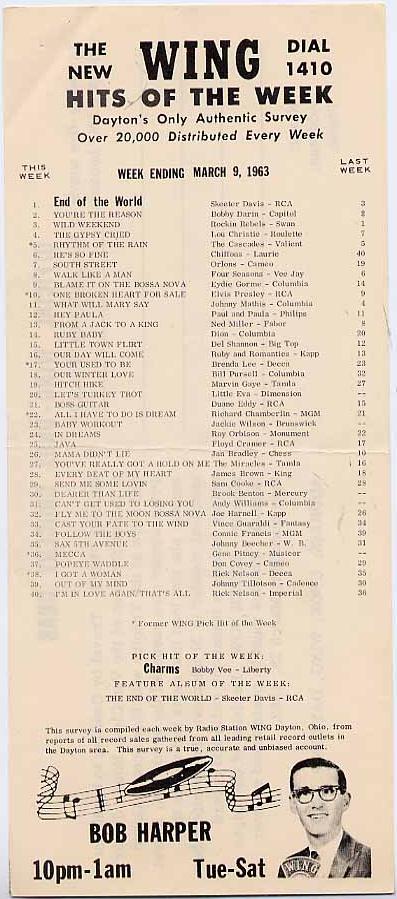 THE NEW WING DIAL 1410
HITS OF THE WEEK
Dayton's Only Authentic Survey
Over 20,000 Distributed Every Week
THIS WEEK WEEK ENDING MARCH 9, 1963 LAST WEEK
1. End of the World Skeeter Davis - RCA 3
2. YOU'RE THE REASON Bobby Darin - Capitol 2
3. WILD WEEKEND Rockin Rebels - Swan 1
4. THE GYPSY CRIED Lou Christie - Roulette 7
*5. RHYTHM OF THE RAIN The Cascades - Valient 5
6. HE'S SO FINE Chiffons - Laurie 40
7. SOUTH STREET Orlons - Cameo 19
8. WALK LIKE A MAN Four Seasons - Vee Jay 6
9. BLAME IT ON THE BOSSA NOVA Eydie Gorme - Columbia 14
*10. ONE BROKEN HEART FOR SALE Elvis Presley - RCA 9
11. WHAT WILL MARY SAY Johnny Mathis - Columbia 4
12. HEY PAULA Paul and Paula - Philips 11
13. FROM A JACK TO A KING Ned Miller - Fabor 8
14. RUBY BABY Dion - Columbia 20
15. LITTLE TOWN FLIRT Del Shannon - Big Top 12
16. OUR DAY WILL COME Ruby and Romantics - Kapp 13
*17. YOUR USED TO BE Brenda Lee - Decca 23
18. OUR WINTER LOVE Bill Pursell - Columbia 32
19. HITCH HIKE Marvin Gaye - Tamla 27
20. LET'S TURKEY TROT Little Eva - Dimension --
21. BOSS GUITAR Duane Eddy - RCA 15
*22. ALL I HAVE TO DO IS DREAM Richard Chamberlin - MGM 21
23. BABY WORKOUT Jackie Wilson - Brunswick --
24. IN DREAMS Roy Orbison - Monument 22
25. JAVA Floyd Cramer - RCA 17
26. MAMA DIDN'T LIE Jan Bradley - Chess 10
27. YOU'VE REALLY GOT A HOLD ON ME The Miracles - Tamla 16
28. EVERY BEAT OF MY HEART James Brown - King 18
29. SEND ME SOME LOVIN Sam Cooke - RCA 28
30. DEARER THAN LIFE Brook Benton - Mercury --
31. CAN'T GET USED TO LOSING YOU Andy Williams - Columbia --
32. FLY ME TO THE MOON BOSSA NOVA Joe Harnell - Kapp 26
33. CAST YOUR FATE TO THE WIND Vince Guaraldi - Fantasy 34
34. FOLLOW THE BOYS Connie Francis - MGM 39
35. SAX 5TH AVENUE Johnny Beecher - W. B. 31
*36. MECCA Gene Pitney - Musicor --
37. POPEYE WADDLE Don Covey - Cameo 29
*38. I GOT A WOMAN Rick Nelson - Decca 35
39. OUT OF MY MIND Johnny Tillotson - Cadence 30
40. I'M IN LOVE AGAIN/THAT'S ALL Rick Nelson - Imperial 36
* Former WING Pick Hit of the Week
PICK HIT OF THE WEEK:
Charms Bobby Vee - Liberty
FEATURE ALBUM OF THE WEEK:
THE END OF THE WORLD - Skeeter Davis - RCA
This survey is compiled each week by Radio Station WING Dayton, Ohio, from
reports of all record sales gathered from all leading retail record outlets in
the Dayton area. This survey is a true, accurate and unbiased account.
BOB HARPER
10pm-1am Tue-Sat
WING